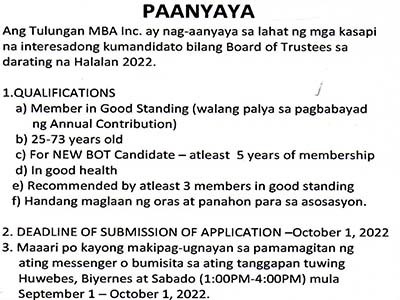 PAANYAYA
Ang Tulungan MBA Inc. ay nag-aanyaya sa lahat ng mga kasapi
na interesadong kumandidato bilang Board of Trustees sa
darating na Halalan 2022.
1.QUALIFICATIONS
a) Member in Good Standing (walang palya sa pagbabayad
ng Annual Contribution)
b) 25-73 years old
c) For NEW BOT Candidate – atleast 5 years of membership
d) In good health
e) Recommended by atleast 3 members in good standing
f) Handang maglaan ng oras at panahon para sa asosasyon.
2. DEADLINE OF SUBMISSION OF APPLICATION –October 1, 2022
3. Maaari po kayong makipag-ugnayan sa pamamagitan ng
ating messenger o bumisita sa ating tanggapan tuwing
Huwebes, Biyernes at Sabado (1:00PM-4:00PM) mula
September 1 – October 1, 2022.